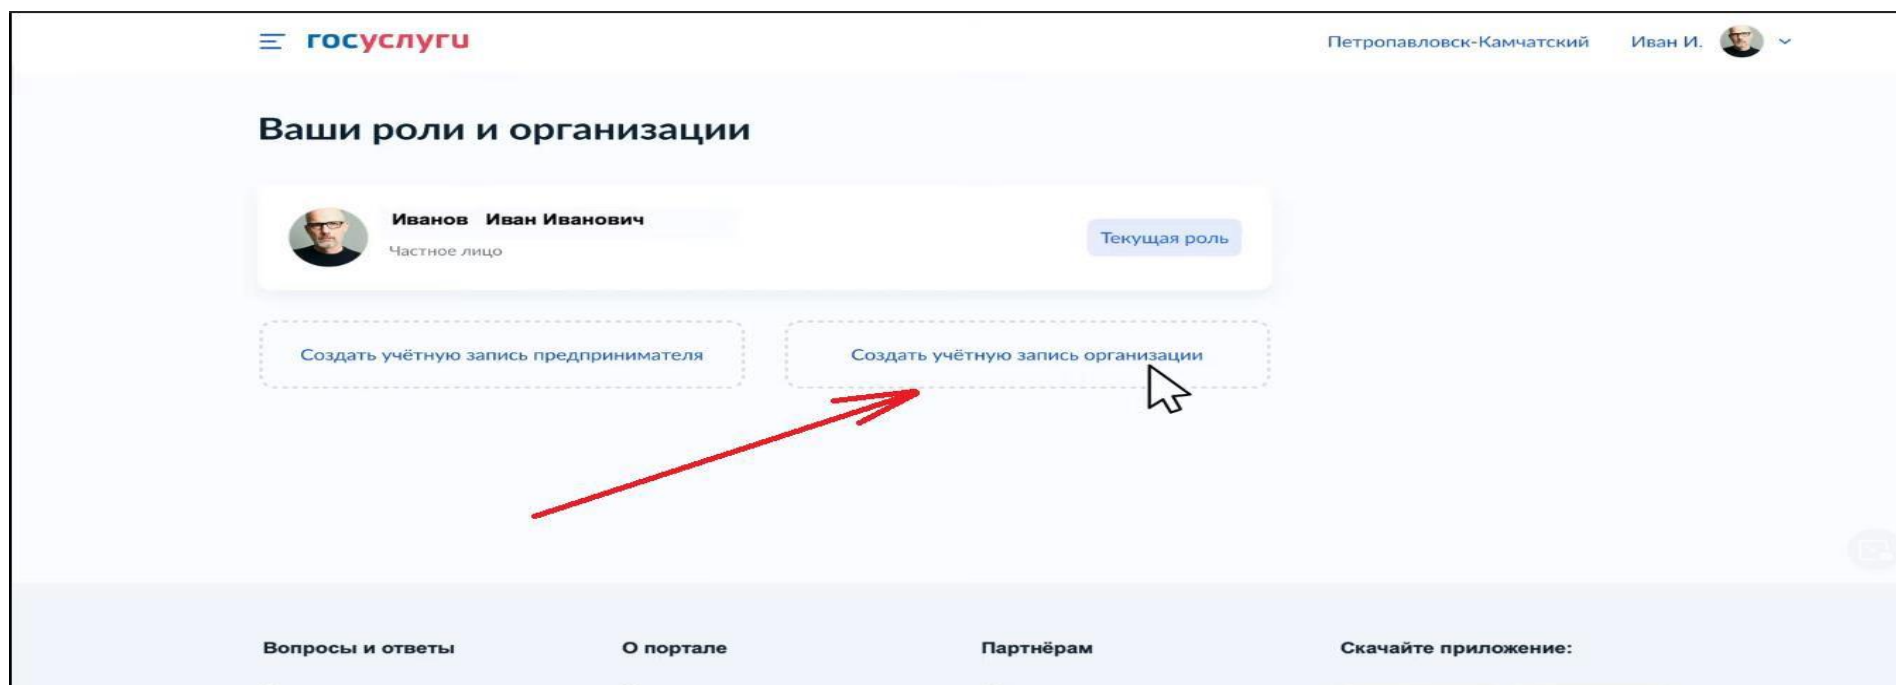 госуслуги
Петропавловск-Камчатский
Иван И.
Ваши роли и организации
Иванов Иван Иванович
Частное лицо
Текущая роль
Создать учётную запись предпринимателя
Создать учётную запись организации
Вопросы и ответы
О портале
Партнёрам
Скачайте приложение: